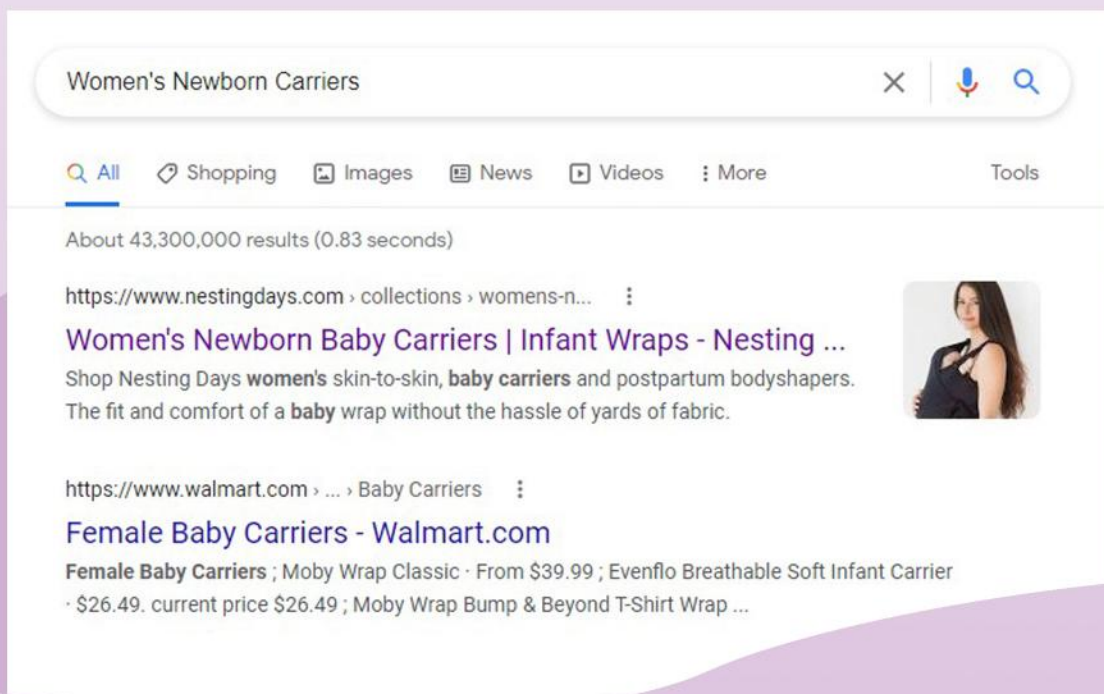 Women's Newborn Carriers
All Shopping Images News Videos More Tools
About 43,300,000 results (0.83 seconds)
https://www.nestingdays.com › collections › womens-n...
Women's Newborn Baby Carriers | Infant Wraps - Nesting ...
Shop Nesting Days women's skin-to-skin, baby carriers and postpartum bodyshapers.
The fit and comfort of a baby wrap without the hassle of yards of fabric.
https://www.walmart.com › ... › Baby Carriers
Female Baby Carriers - Walmart.com
Female Baby Carriers ; Moby Wrap Classic · From $39.99 ; Evenflo Breathable Soft Infant Carrier
· $26.49. current price $26.49 ; Moby Wrap Bump & Beyond T-Shirt Wrap ...